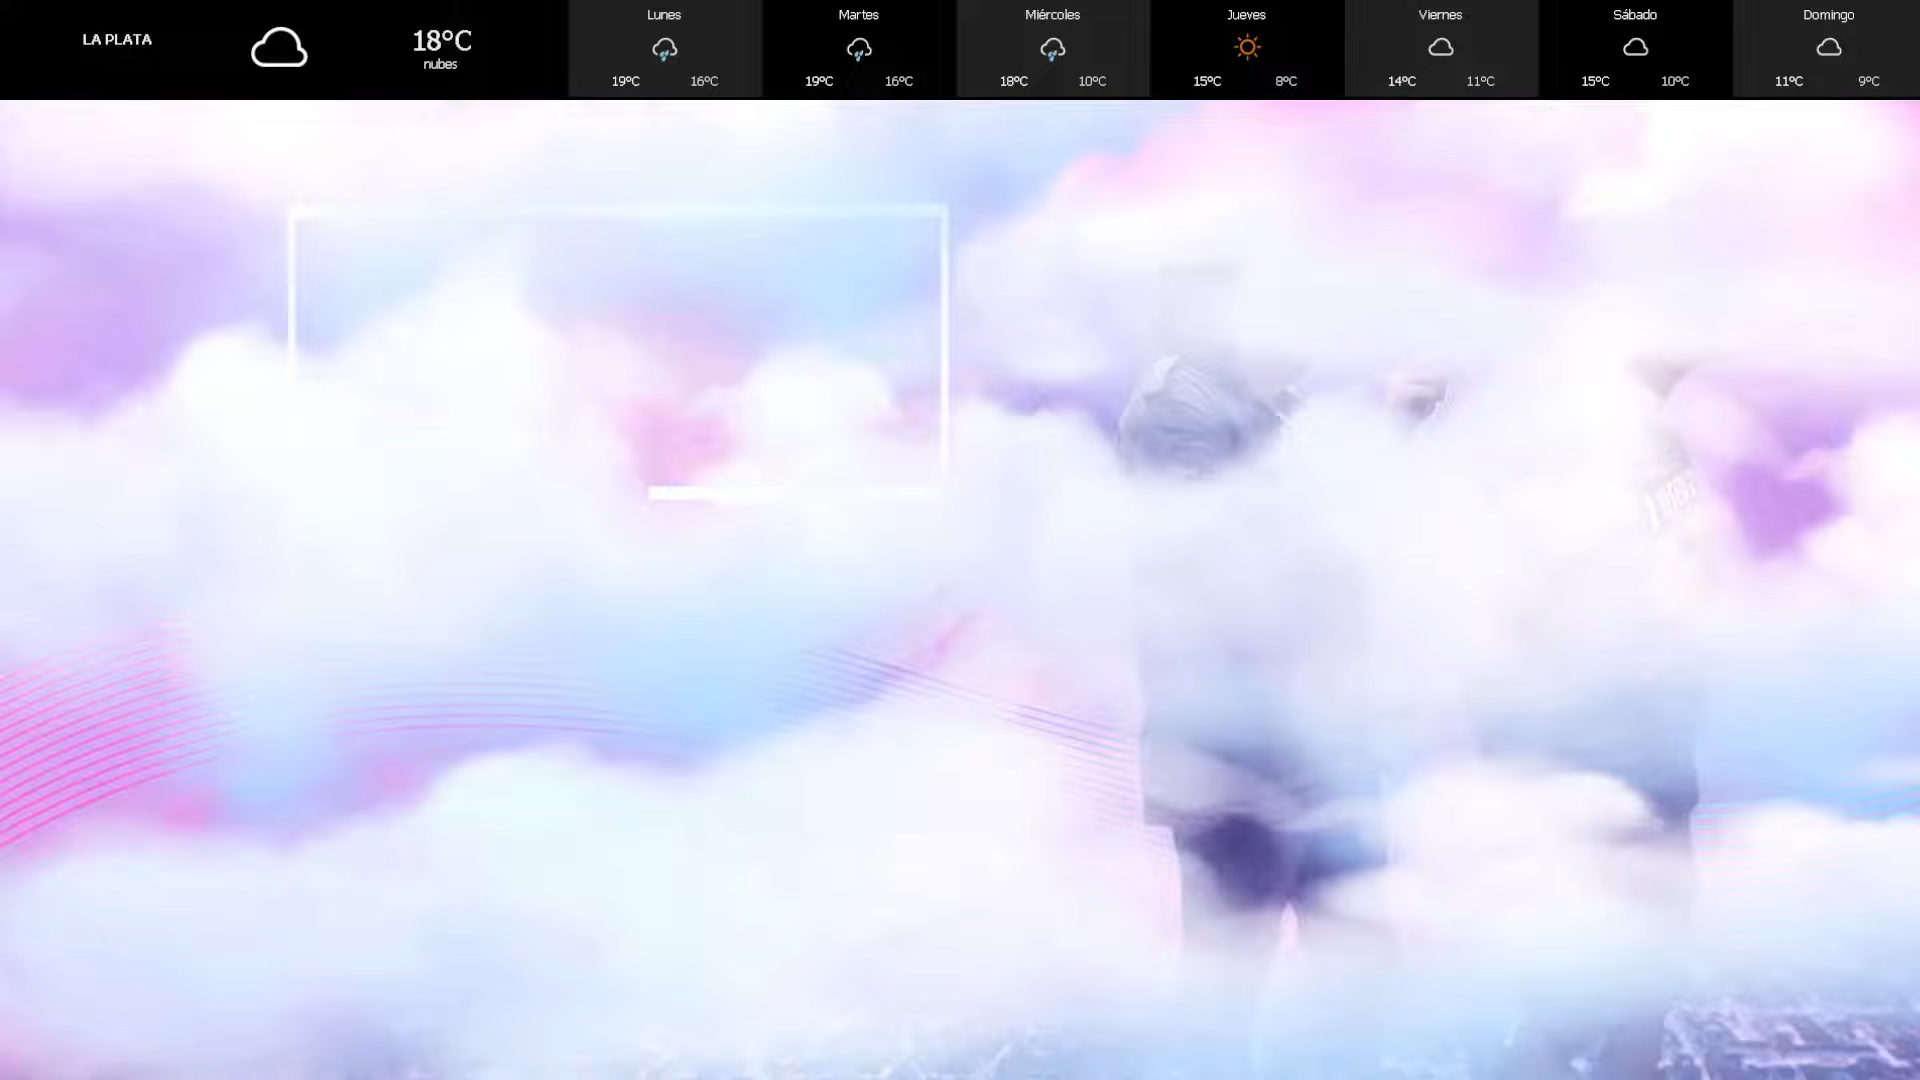 LA PLATA
18°C
nubes
Lunes
19°C 16°C
Martes
19°C 16°C
Miércoles
18°C 10°C
Jueves
15°C 8°C
Viernes
14°C 11°C
Sábado
15°C 10°C
Domingo
11°C 9°C